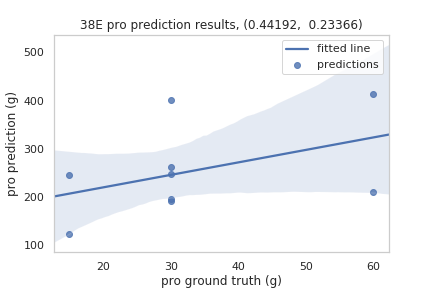 38E pro prediction results, (0.44192,  0.23366)
fitted line
predictions
pro prediction (g)
500
400
300
200
100
20 30 40 50 60
pro ground truth (g)